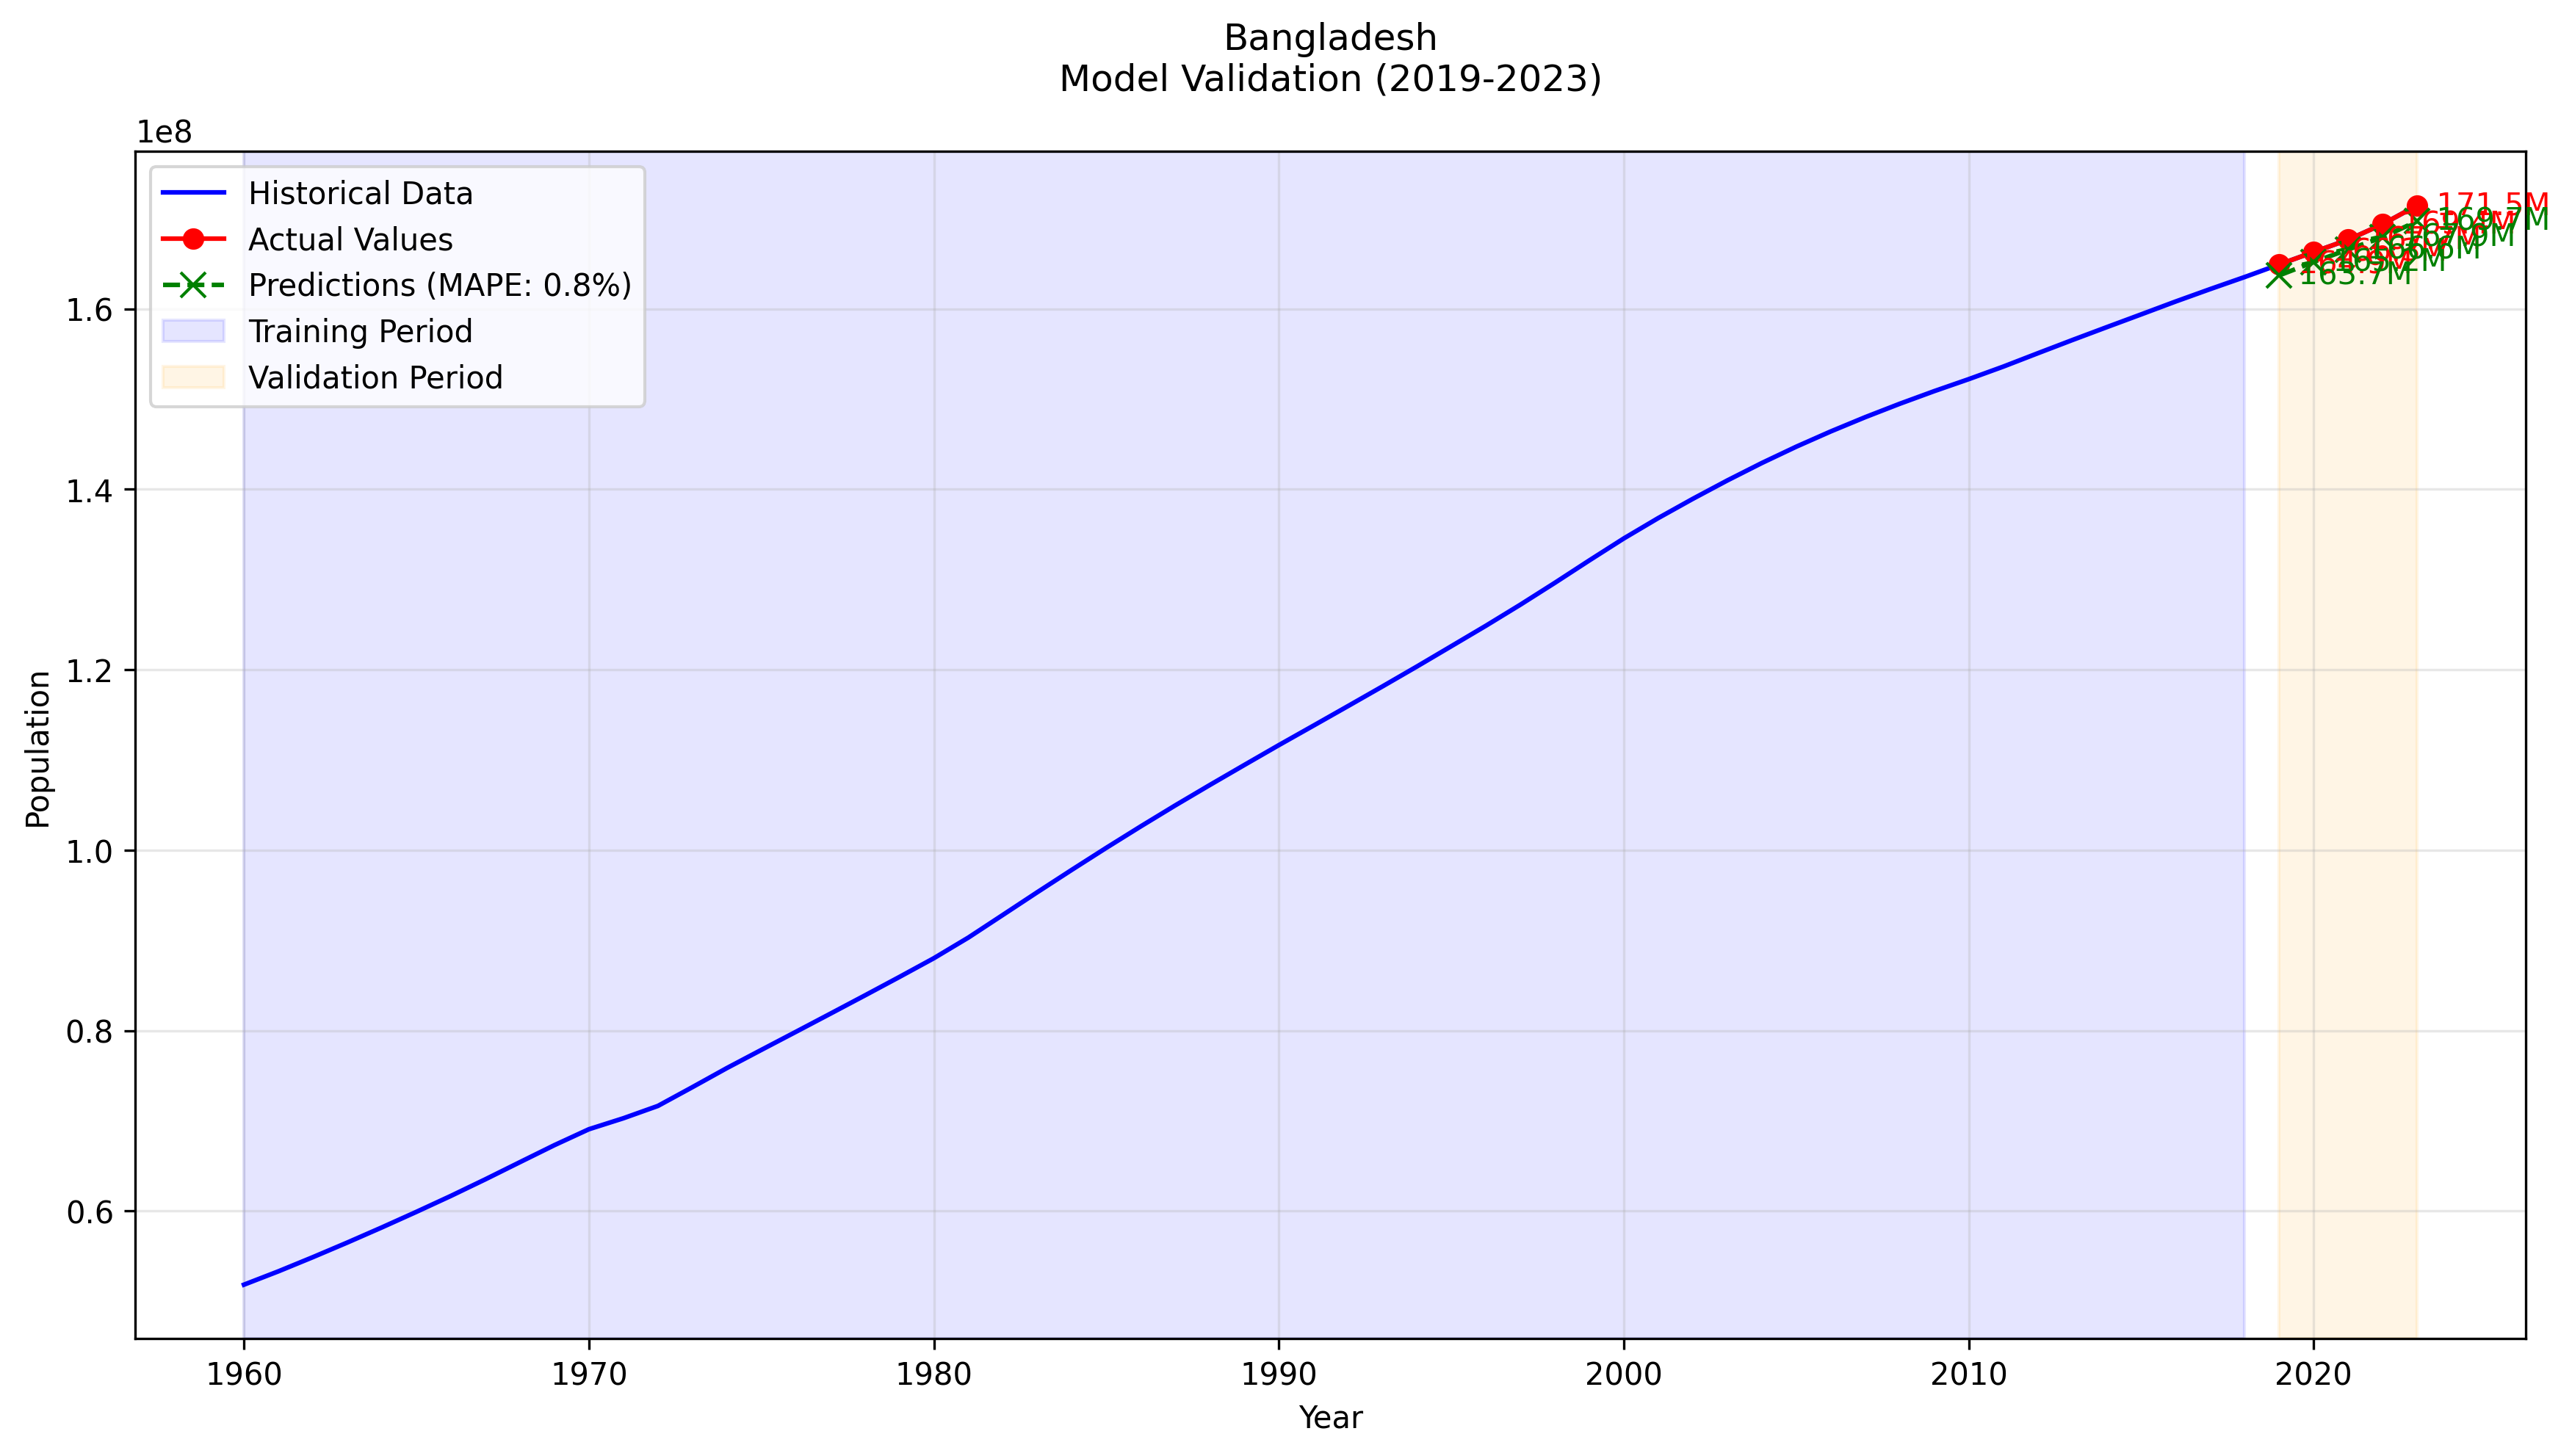 Bangladesh
Model Validation (2019-2023)
1e8
Historical Data
Actual Values
Predictions (MAPE: 0.8%)
Training Period
Validation Period
171.5M
169.7M
163.7M
1.6
1.4
1.2
1.0
0.8
0.6
Population
1960
1970
1980
1990
2000
2010
2020
Year